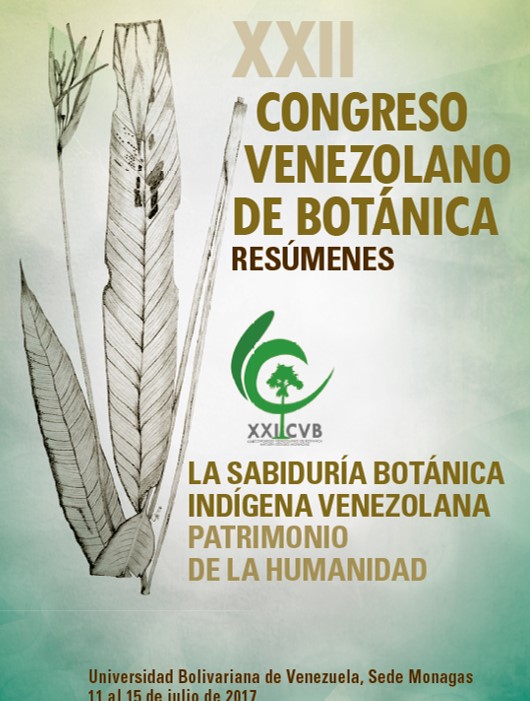 XXII
CONGRESO
VENEZOLANO
DE BOTÁNICA
RESÚMENES
XXII CVB
LA SABIDURÍA BOTÁNICA
INDÍGENA VENEZOLANA
PATRIMONIO
DE LA HUMANIDAD
Universidad Bolivariana de Venezuela, Sede Monagas
11 al 15 de julio de 2017